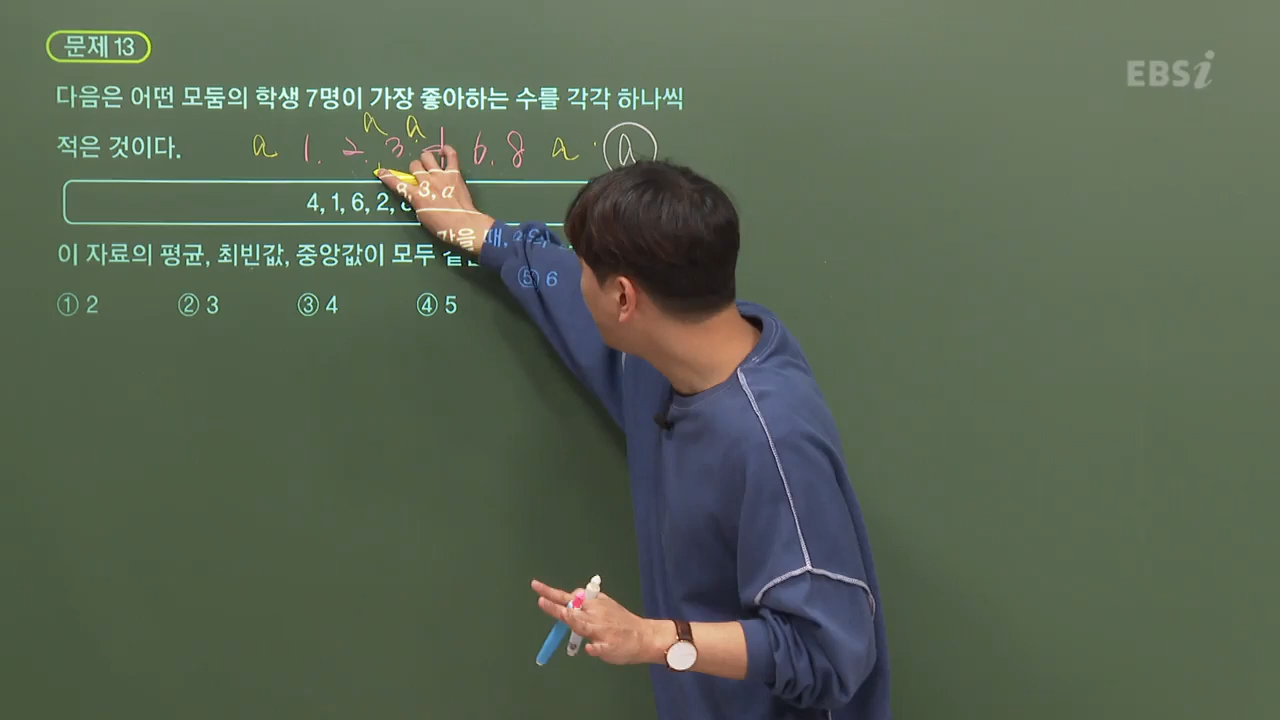 문제 13
EBSi
다음은 어떤 모둠의 학생 7명이 가장 좋아하는 수를 각각 하나씩
a a
적은 것이다. a 1. 2. 3. 4 6. 8 a a
4, 1, 6, 2, 8, 3, a
이 자료의 평균, 최빈값, 중앙값이 모두 때, a의
① 2 ② 3 ③ 4 ④ 5 ⑤ 6